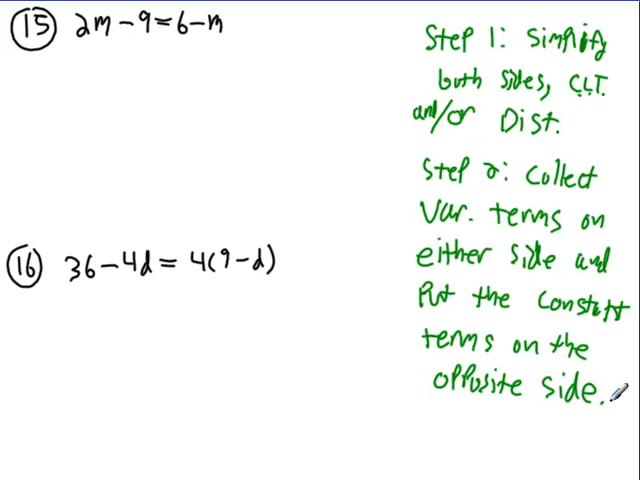 15 2m-9=6-m
16 36-4d=4(9-d)
Step 1: Simplify
both sides, C.L.T.
and/or Dist.
Step 2: Collect
Var. terms on
either side and
Put the Constant
terms on the
opposite side.